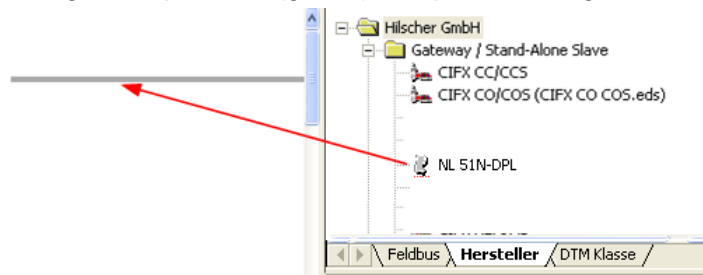 Hilscher GmbH
Gateway / Stand-Alone Slave
CIFX CC/CCS
CIFX CO/COS (CIFX CO COS.eds)
NL 51N-DPL
Feldbus Hersteller DTM Klasse